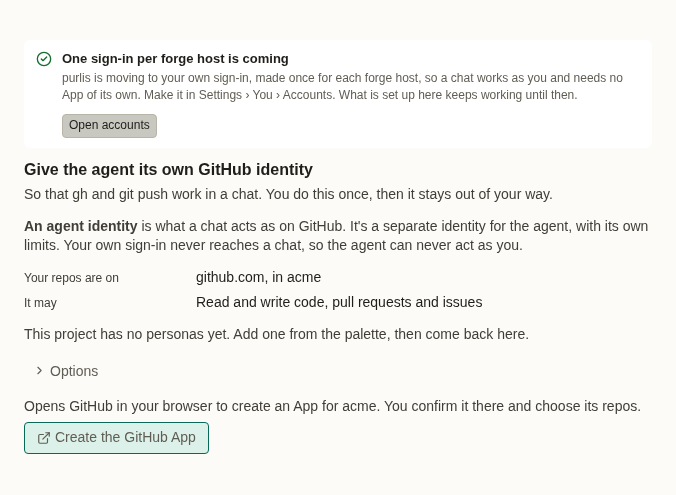 One sign-in per forge host is coming
purlis is moving to your own sign-in, made once for each forge host, so a chat works as you and needs no
App of its own. Make it in Settings › You › Accounts. What is set up here keeps working until then.
Open accounts
Give the agent its own GitHub identity
So that gh and git push work in a chat. You do this once, then it stays out of your way.
An agent identity is what a chat acts as on GitHub. It's a separate identity for the agent, with its own
limits. Your own sign-in never reaches a chat, so the agent can never act as you.
Your repos are on github.com, in acme
It may Read and write code, pull requests and issues
This project has no personas yet. Add one from the palette, then come back here.
Options
Opens GitHub in your browser to create an App for acme. You confirm it there and choose its repos.
Create the GitHub App